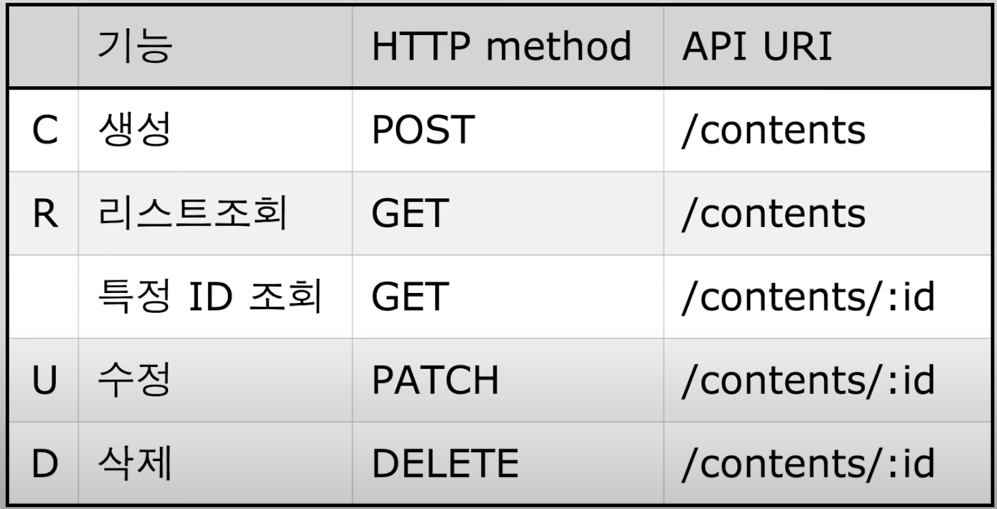 기능 HTTP method API URI
C 생성 POST /contents
R 리스트조회 GET /contents
특정 ID 조회 GET /contents/:id
U 수정 PATCH /contents/:id
D 삭제 DELETE /contents/:id